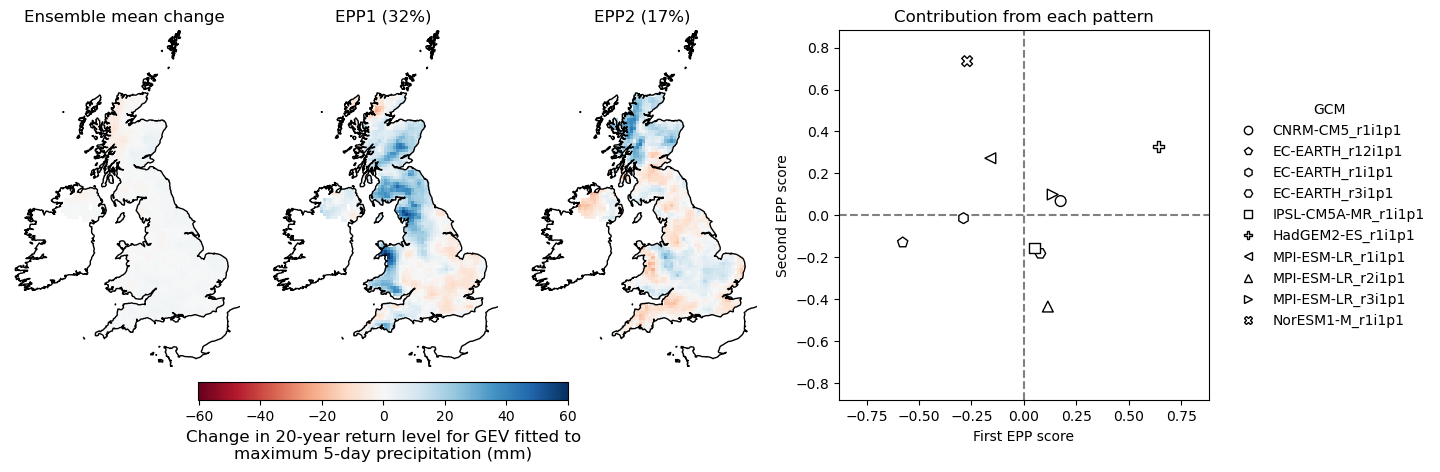 Ensemble mean change
EPP1 (32%)
EPP2 (17%)
−60 −40 −20 0 20 40 60
Change in 20-year return level for GEV fitted to
maximum 5-day precipitation (mm)
Contribution from each pattern
Second EPP score
0.8
0.6
0.4
0.2
0.0
−0.2
−0.4
−0.6
−0.8
−0.75 −0.50 −0.25 0.00 0.25 0.50 0.75
First EPP score
GCM
CNRM-CM5_r1i1p1
EC-EARTH_r12i1p1
EC-EARTH_r1i1p1
EC-EARTH_r3i1p1
IPSL-CM5A-MR_r1i1p1
HadGEM2-ES_r1i1p1
MPI-ESM-LR_r1i1p1
MPI-ESM-LR_r2i1p1
MPI-ESM-LR_r3i1p1
NorESM1-M_r1i1p1